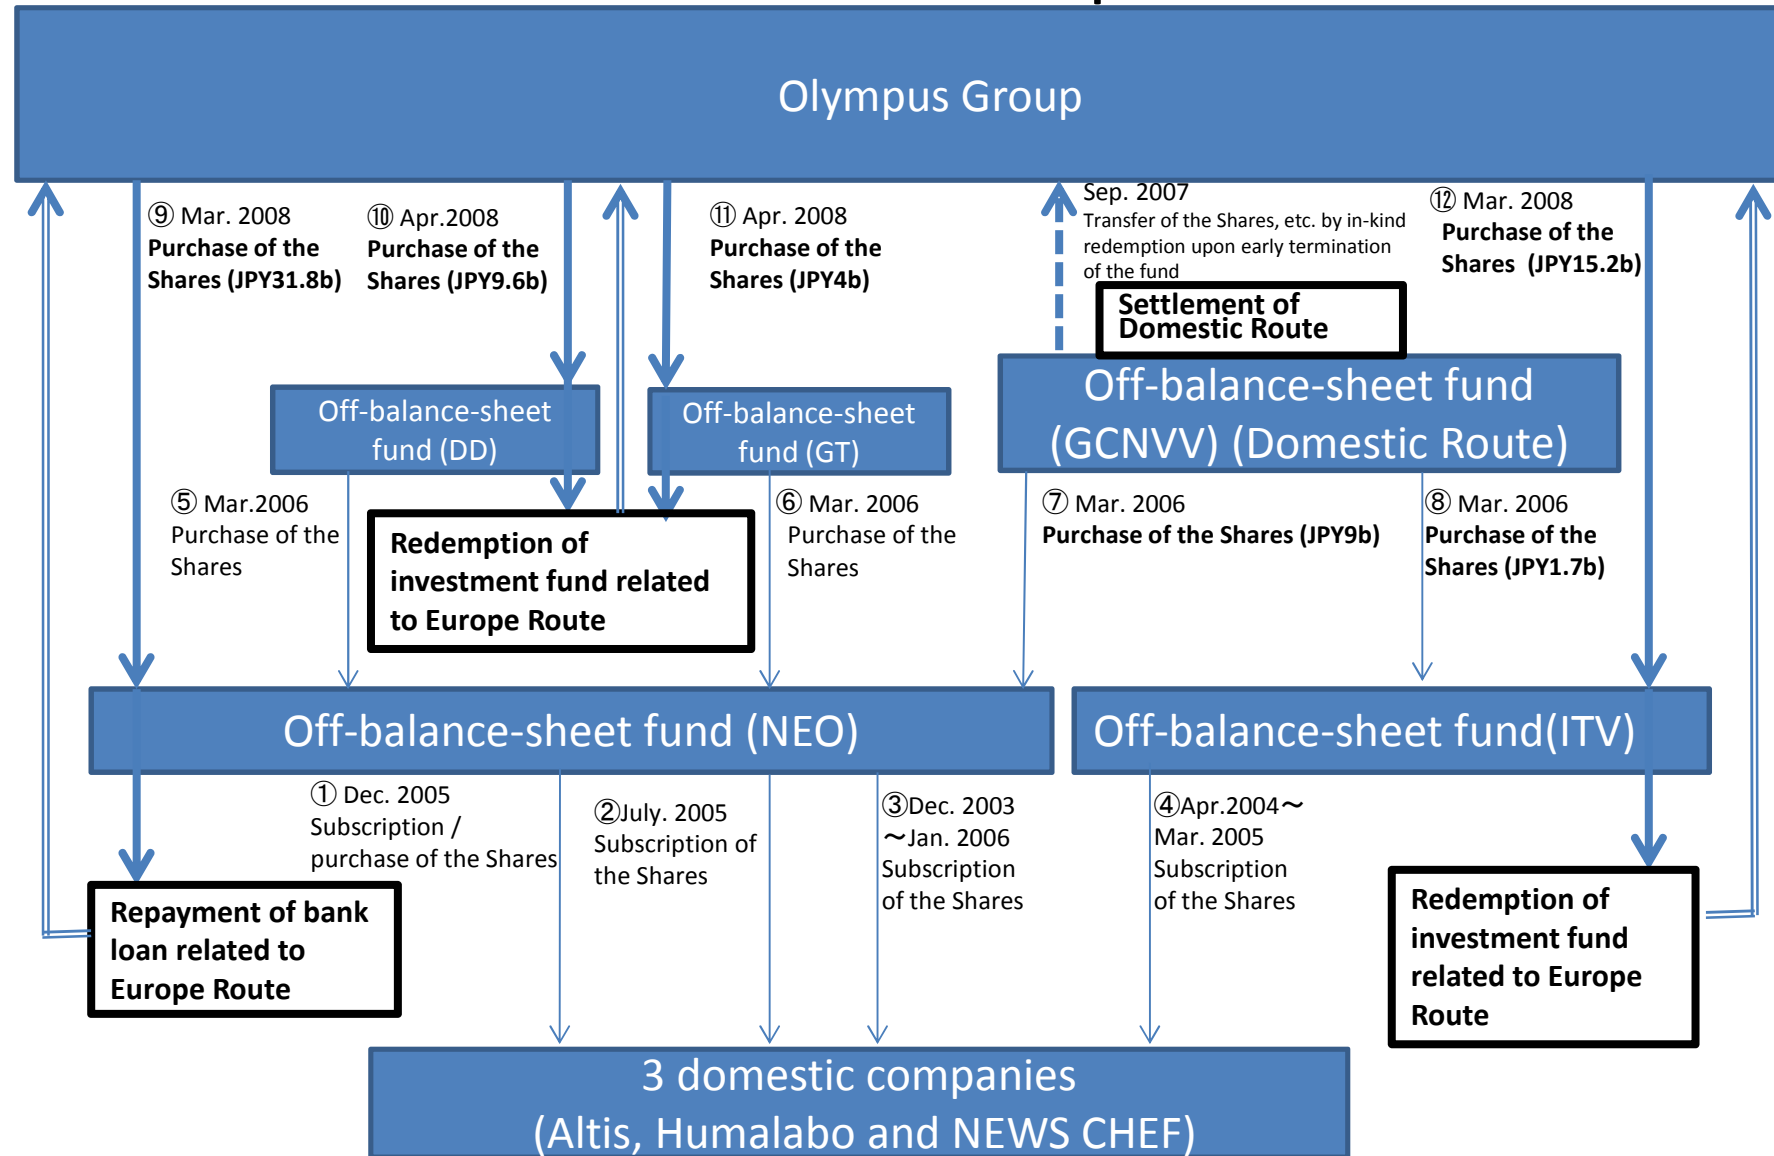 Olympus Group
⑨ Mar. 2008
Purchase of the
Shares (JPY31.8b)
⑩ Apr.2008
Purchase of the
Shares (JPY9.6b)
⑪ Apr. 2008
Purchase of the
Shares (JPY4b)
Sep. 2007
Transfer of the Shares, etc. by in-kind
redemption upon early termination
of the fund
⑫ Mar. 2008
Purchase of the
Shares (JPY15.2b)
Settlement of
Domestic Route
Off-balance-sheet
fund (DD)
Off-balance-sheet
fund (GT)
Off-balance-sheet fund
(GCNVV) (Domestic Route)
⑤ Mar.2006
Purchase of the
Shares
Redemption of
investment fund related
to Europe Route
⑥ Mar. 2006
Purchase of the
Shares
⑦ Mar. 2006
Purchase of the Shares (JPY9b)
⑧ Mar. 2006
Purchase of the
Shares (JPY1.7b)
Off-balance-sheet fund (NEO)
Off-balance-sheet fund(ITV)
① Dec. 2005
Subscription /
purchase of the Shares
②July. 2005
Subscription of
the Shares
③Dec. 2003
～Jan. 2006
Subscription
of the Shares
④Apr.2004～
Mar. 2005
Subscription
of the Shares
Repayment of bank
loan related to
Europe Route
Redemption of
investment fund
related to Europe
Route
3 domestic companies
(Altis, Humalabo and NEWS CHEF)